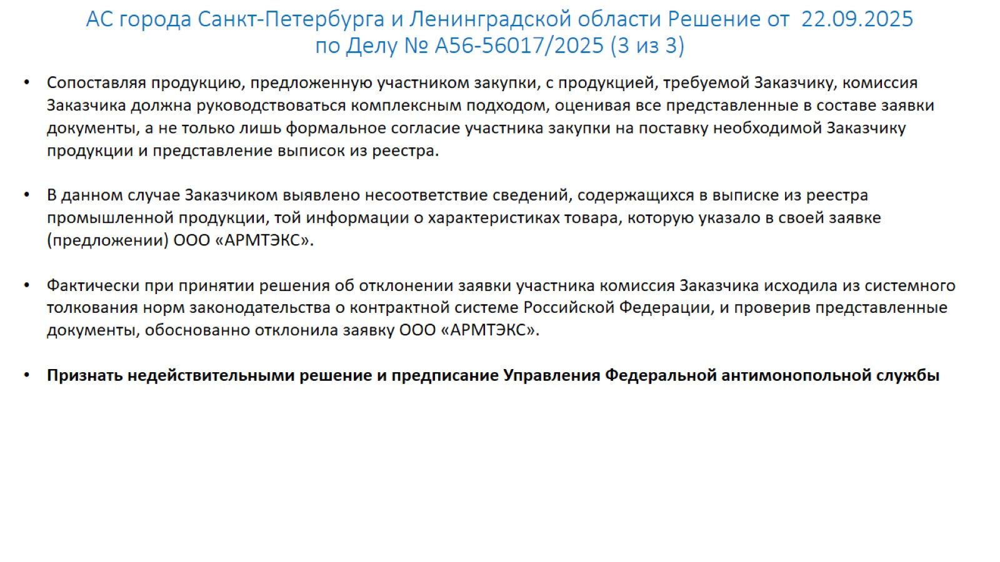 АС города Санкт-Петербурга и Ленинградской области Решение от  22.09.2025
по Делу № А56-56017/2025 (3 из 3)
• Сопоставляя продукцию, предложенную участником закупки, с продукцией, требуемой Заказчику, комиссия
Заказчика должна руководствоваться комплексным подходом, оценивая все представленные в составе заявки
документы, а не только лишь формальное согласие участника закупки на поставку необходимой Заказчику
продукции и представление выписок из реестра.
• В данном случае Заказчиком выявлено несоответствие сведений, содержащихся в выписке из реестра
промышленной продукции, той информации о характеристиках товара, которую указало в своей заявке
(предложении) ООО «АРМТЭКС».
• Фактически при принятии решения об отклонении заявки участника комиссия Заказчика исходила из системного
толкования норм законодательства о контрактной системе Российской Федерации, и проверив представленные
документы, обоснованно отклонила заявку ООО «АРМТЭКС».
• Признать недействительными решение и предписание Управления Федеральной антимонопольной службы